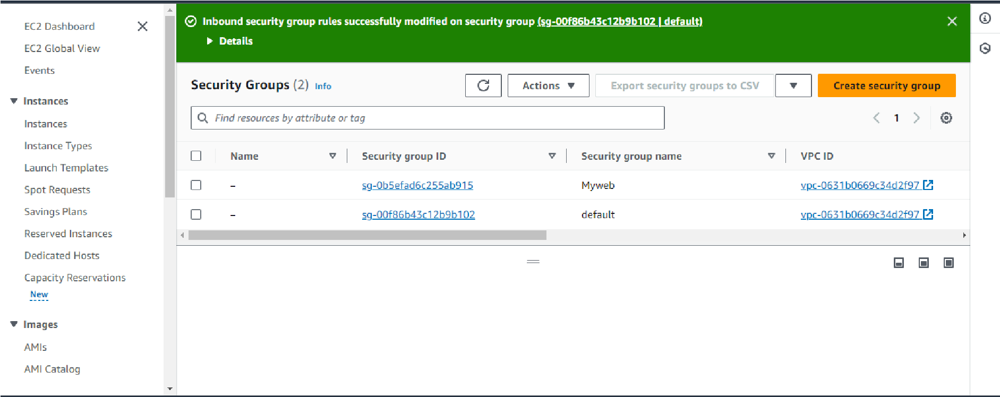 EC2 Dashboard
EC2 Global View
Events
Instances
Instances
Instance Types
Launch Templates
Spot Requests
Savings Plans
Reserved Instances
Dedicated Hosts
Capacity Reservations
New
Images
AMIs
AMI Catalog
Inbound security group rules successfully modified on security group (sg-00f86b43c12b9b102 | default)
Details
Security Groups (2) Info
Actions
Export security groups to CSV
Create security group
Find resources by attribute or tag
1
Name Security group ID Security group name VPC ID
– sg-0b5efad6c255ab915 Myweb vpc-0631b0669c34d2f97
– sg-00f86b43c12b9b102 default vpc-0631b0669c34d2f97